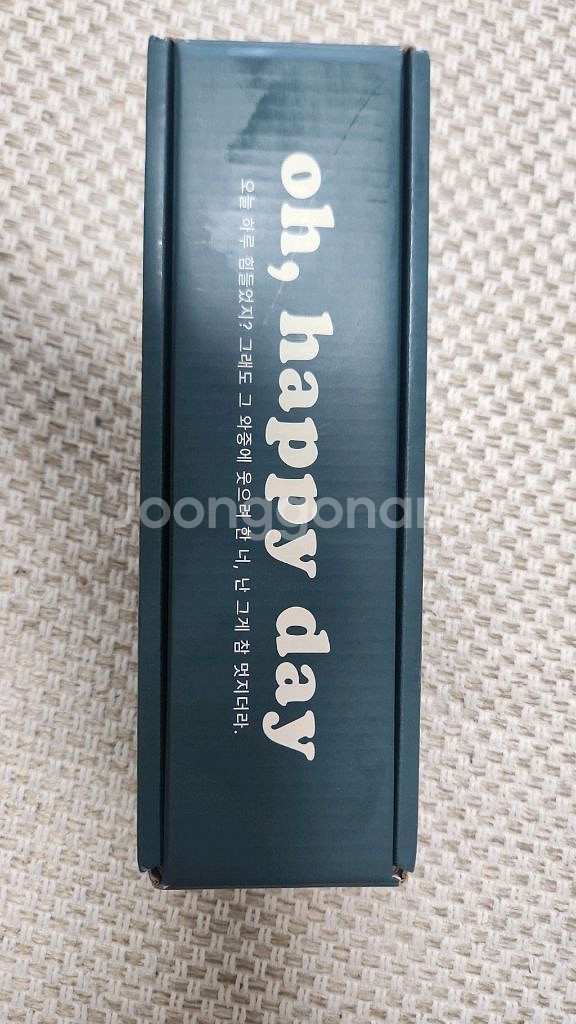 oh, happy day
오늘 하루 힘들었지? 그래도 그 와중에 웃으려 한 너, 난 그게 참 멋지더라.
Joonggonara